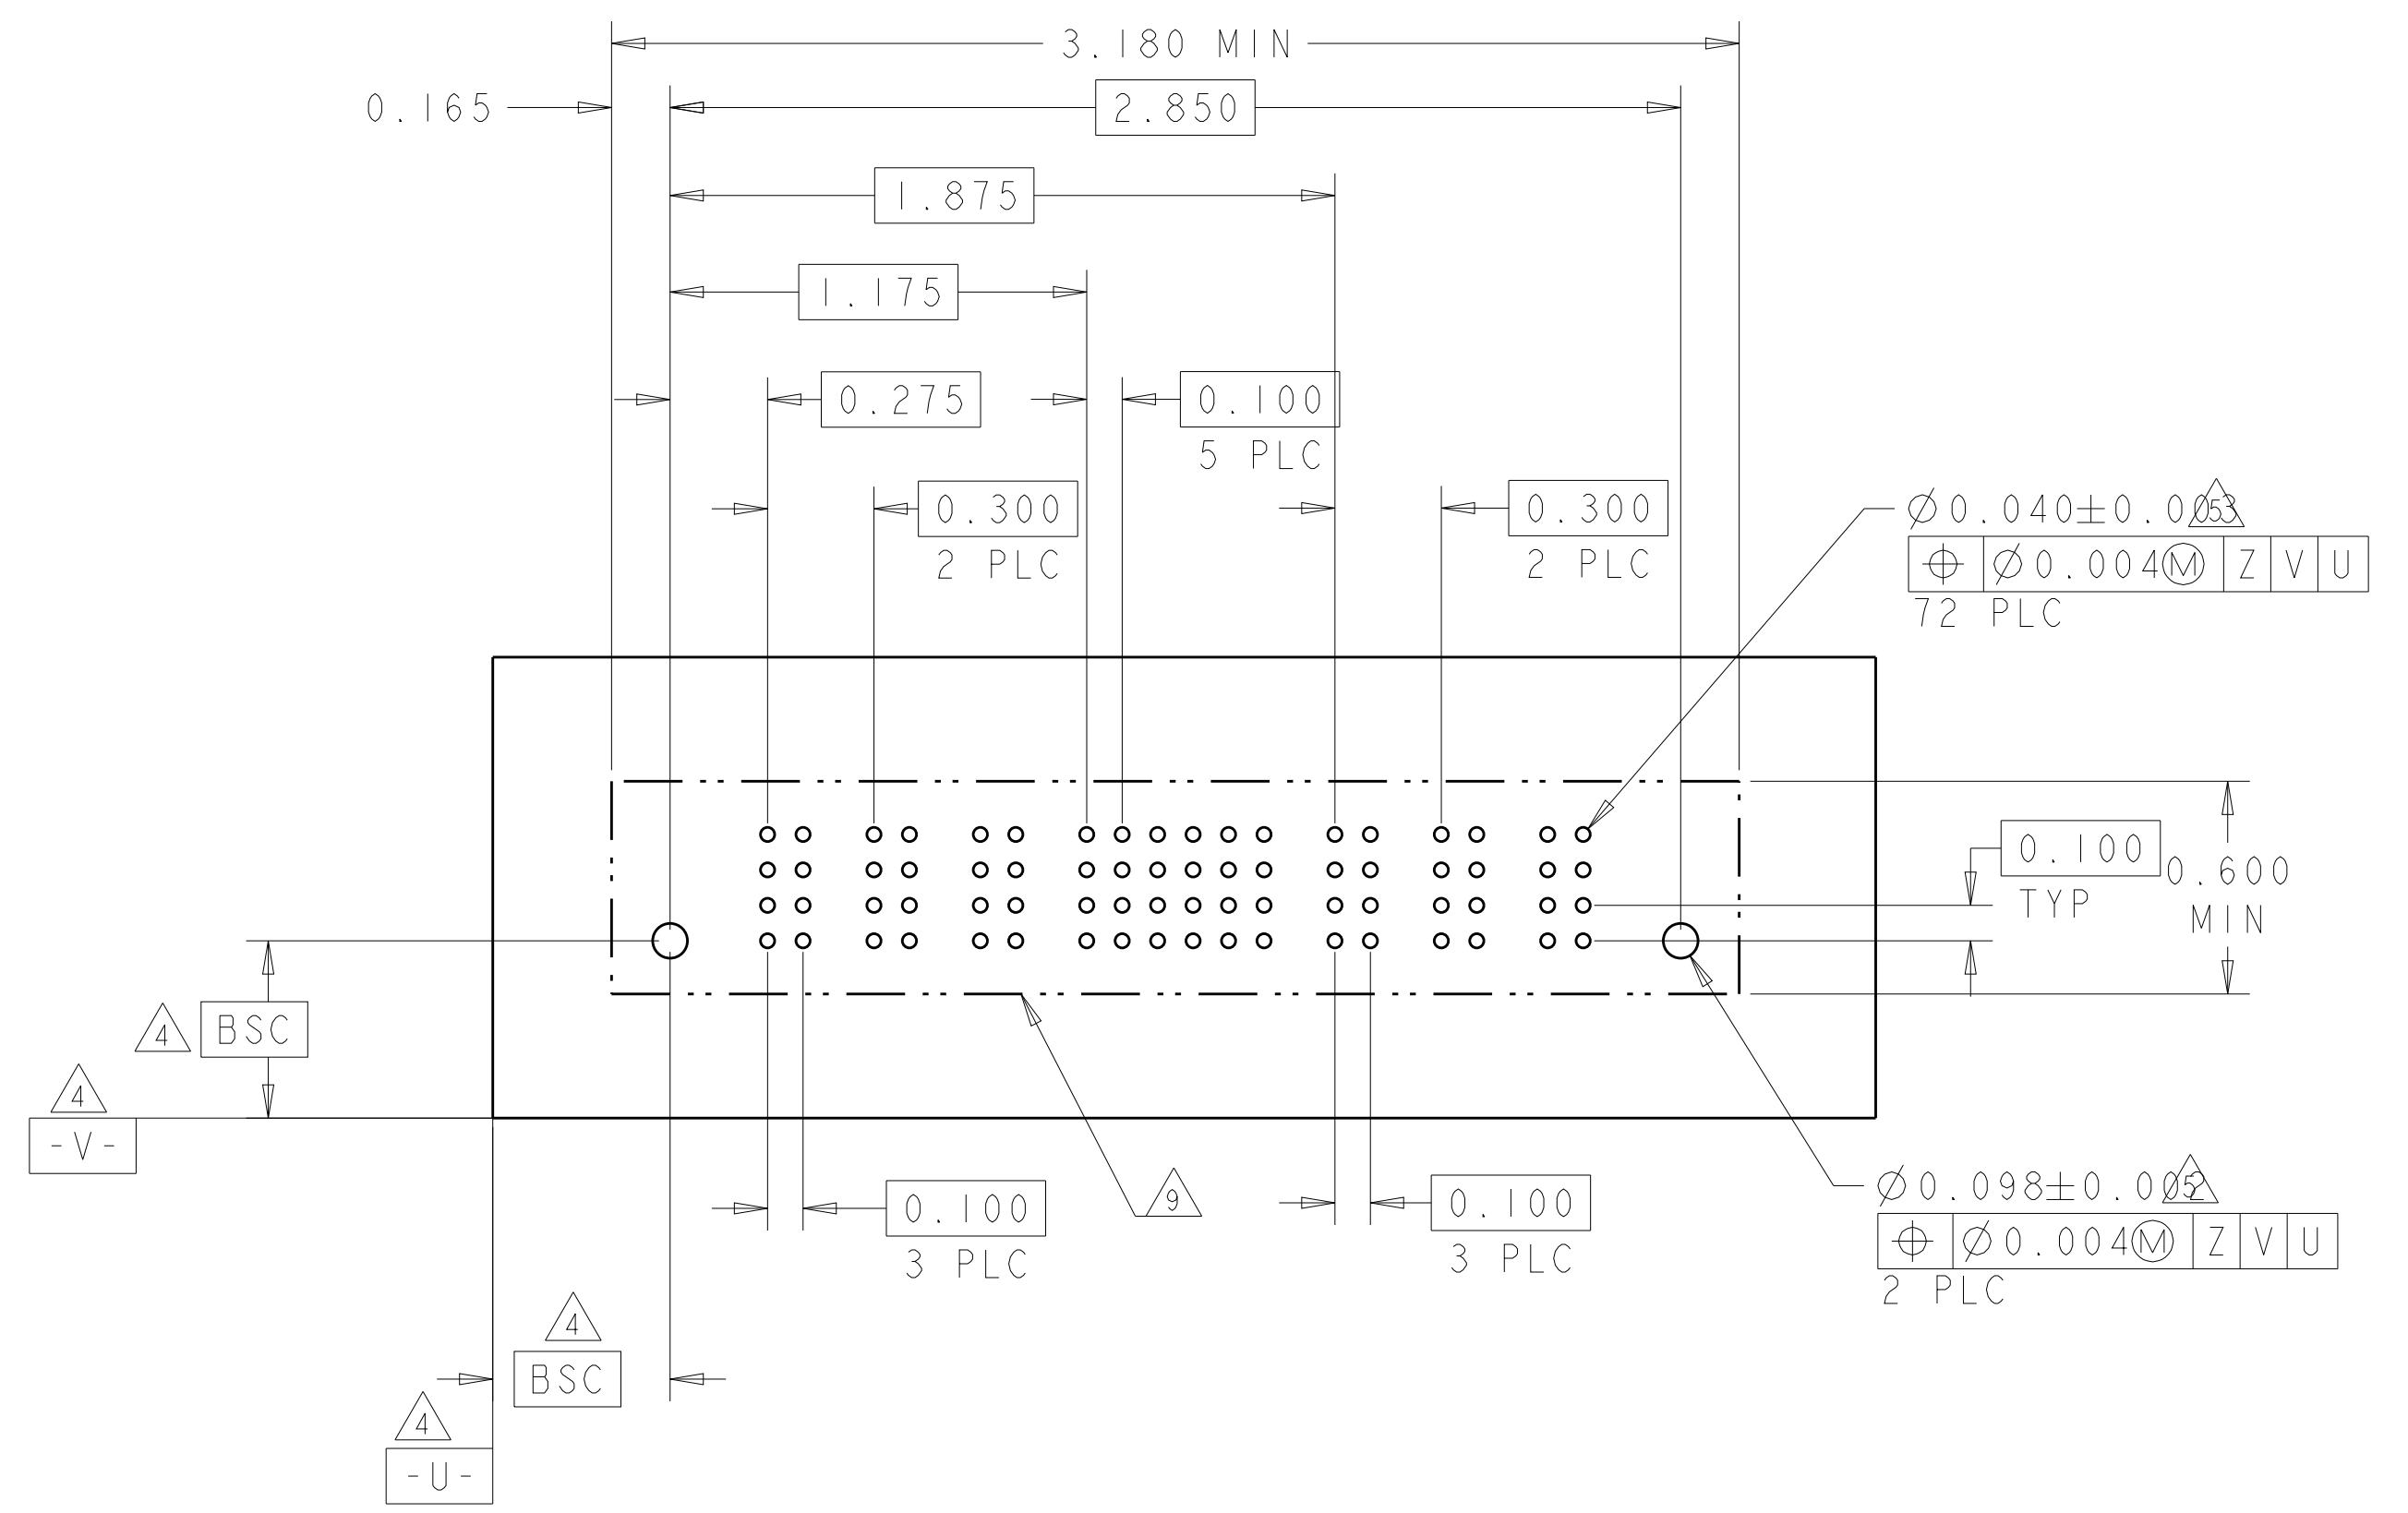 3.180 MIN
0.165
2.850
1.875
1.175
0.275
0.100
5 PLC
0.300
2 PLC
0.300
2 PLC
Ø0.040±0.003
5
⌖ Ø0.004Ⓜ Z V U
72 PLC
0.100
TYP
0.600
MIN
4
BSC
4
-V-
9
0.100
3 PLC
0.100
3 PLC
Ø0.098±0.002
5
⌖ Ø0.004Ⓜ Z V U
2 PLC
4
BSC
4
-U-